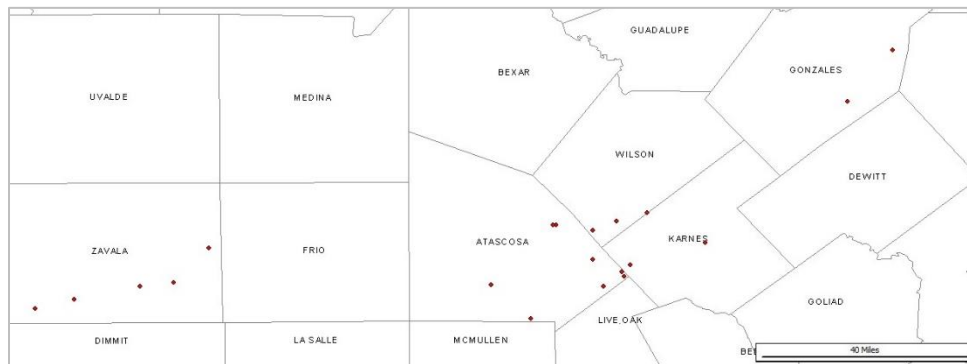 GUADALUPE
GONZALES
BEXAR
UVALDE
MEDINA
WILSON
DEWITT
KARNES
ATASCOSA
ZAVALA
FRIO
GOLIAD
LIVE OAK
DIMMIT
LA SALLE
MCMULLEN
40 Miles